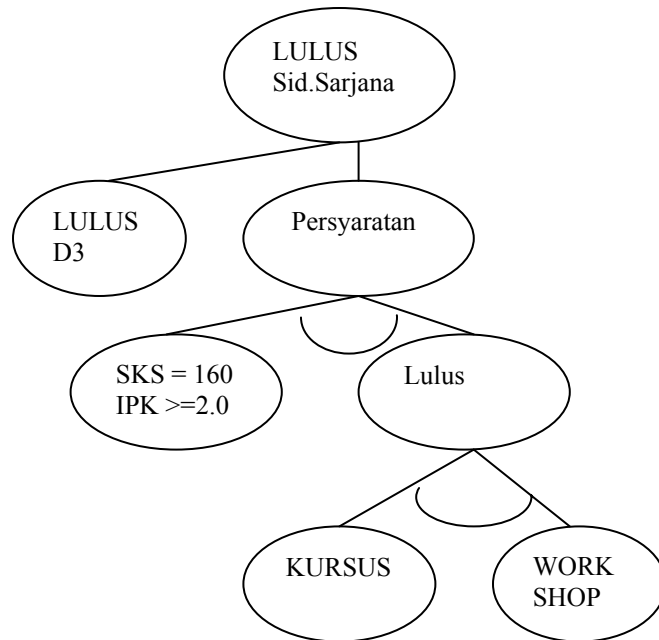 LULUS
Sid.Sarjana
LULUS
D3
Persyaratan
SKS = 160
IPK >=2.0
Lulus
KURSUS
WORK
SHOP